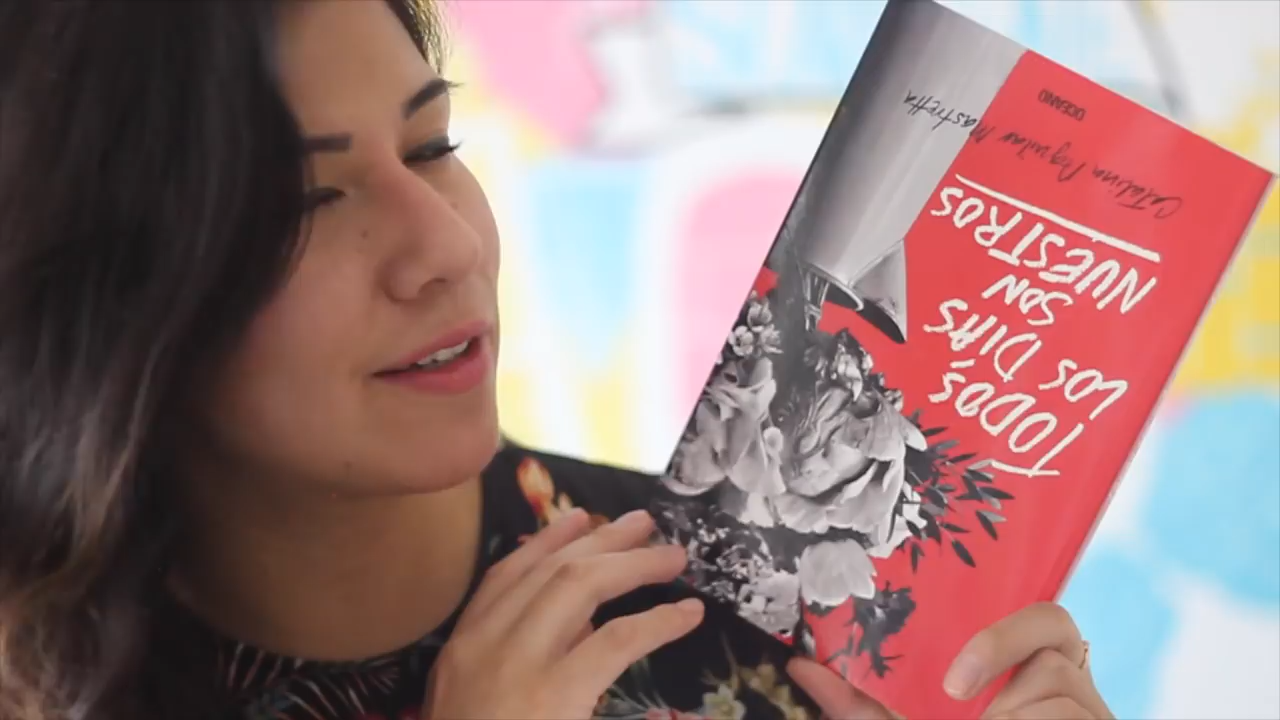 TODOS
LOS DÍAS
SON
NUESTROS
Catalina Aguilar Mastretta
OCEANO